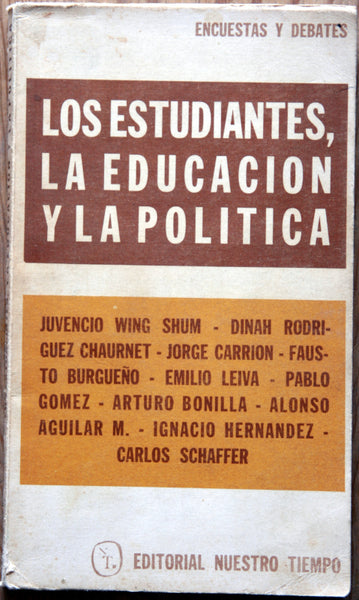 ENCUESTAS Y DEBATES
LOS ESTUDIANTES,
LA EDUCACION
Y LA POLITICA
JUVENCIO WING SHUM - DINAH RODRI-
GUEZ CHAURNET - JORGE CARRION - FAUS-
TO BURGUEÑO - EMILIO LEIVA - PABLO
GOMEZ - ARTURO BONILLA - ALONSO
AGUILAR M. - IGNACIO HERNANDEZ -
CARLOS SCHAFFER
EDITORIAL NUESTRO TIEMPO